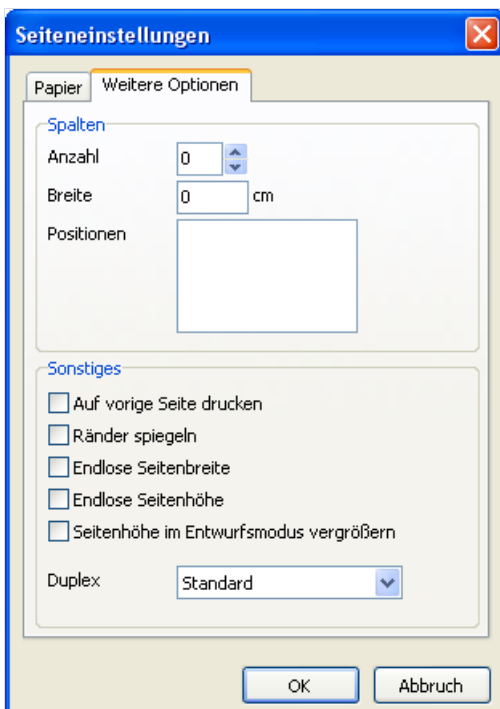 Seiteneinstellungen
Papier Weitere Optionen
Spalten
Anzahl 0
Breite 0 cm
Positionen
Sonstiges
Auf vorige Seite drucken
Ränder spiegeln
Endlose Seitenbreite
Endlose Seitenhöhe
Seitenhöhe im Entwurfsmodus vergrößern
Duplex Standard
OK Abbruch